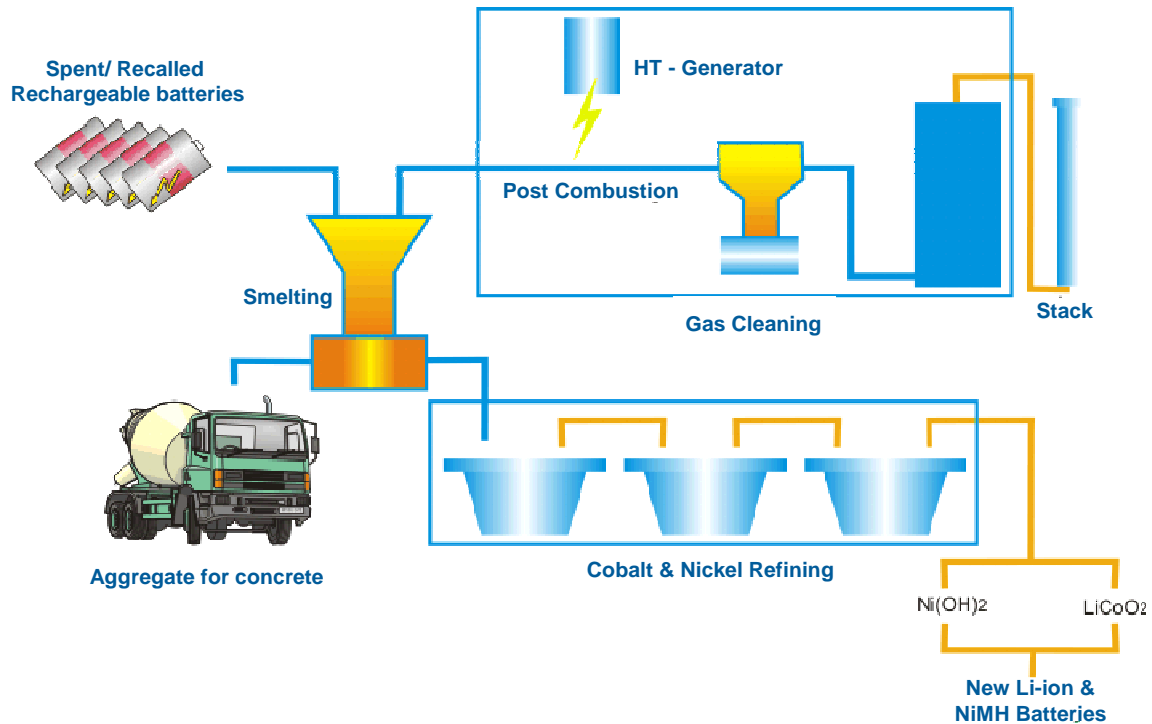 Spent/ Recalled
Rechargeable batteries
HT - Generator
Post Combustion
Smelting
Gas Cleaning
Stack
Aggregate for concrete
Cobalt & Nickel Refining
Ni(OH)2
LiCoO2
New Li-ion &
NiMH Batteries